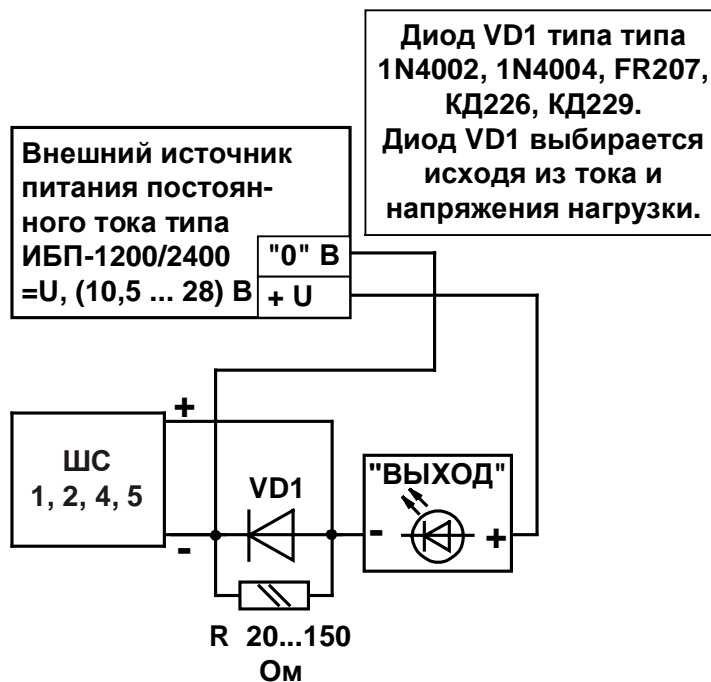 Диод VD1 типа типа
1N4002, 1N4004, FR207,
КД226, КД229.
Диод VD1 выбирается
исходя из тока и
напряжения нагрузки.
Внешний источник
питания постоян-
ного тока типа
ИБП-1200/2400
=U, (10,5 ... 28) В
"0" В
+ U
+
ШС
1, 2, 4, 5
-
VD1
"ВЫХОД"
-
+
R 20...150
Ом